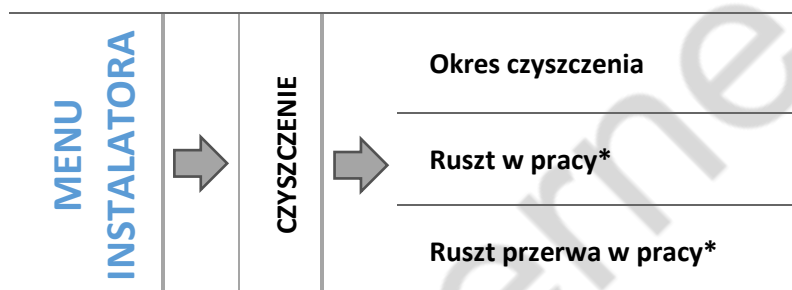 MENU
INSTALATORA
CZYSZCZENIE
Okres czyszczenia
Ruszt w pracy*
Ruszt przerwa w pracy*